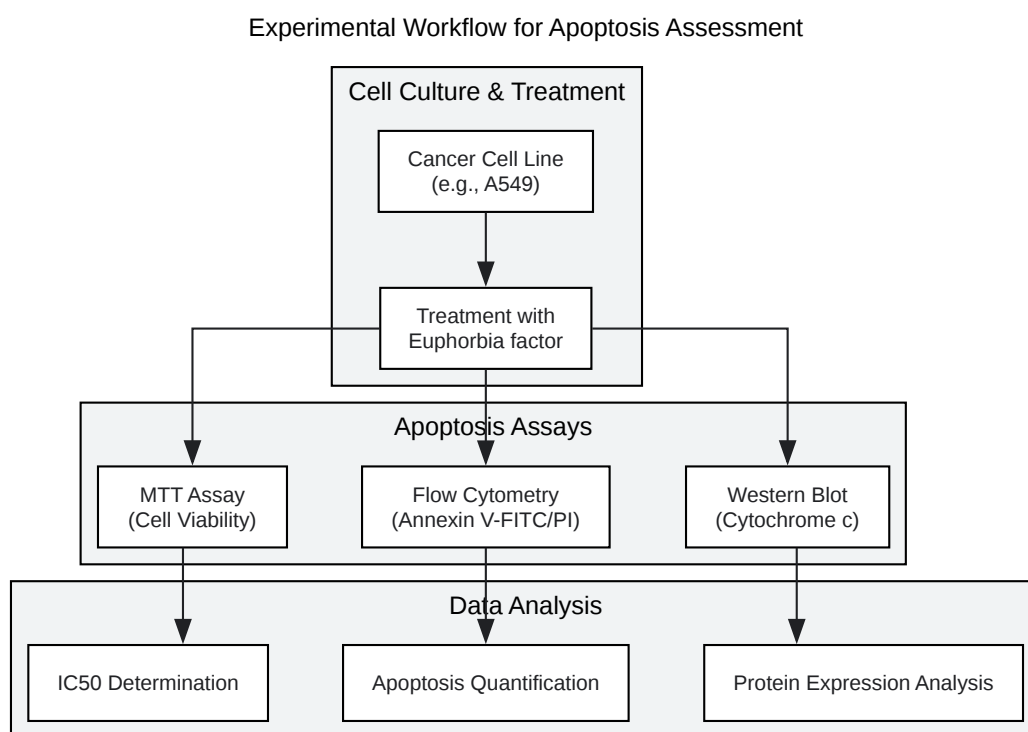 Experimental Workflow for Apoptosis Assessment
Cell Culture & Treatment
Cancer Cell Line
(e.g., A549)
Treatment with
Euphorbia factor
Apoptosis Assays
MTT Assay
(Cell Viability)
Flow Cytometry
(Annexin V-FITC/PI)
Western Blot
(Cytochrome c)
Data Analysis
IC50 Determination
Apoptosis Quantification
Protein Expression Analysis